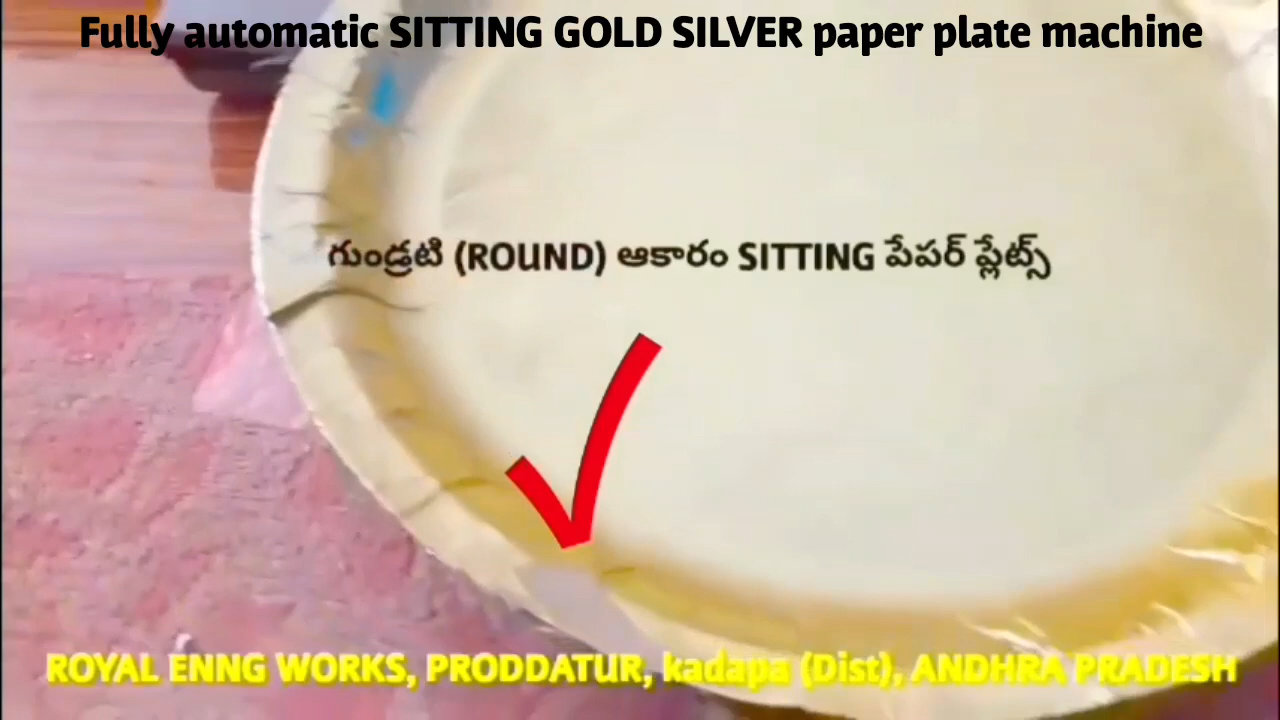 Fully automatic SITTING GOLD SILVER paper plate machine
గుండ్రటి (ROUND) ఆకారం SITTING పేపర్ ప్లేట్స్
ROYAL ENNG WORKS, PRODDATUR, kadapa (Dist), ANDHRA PRADESH